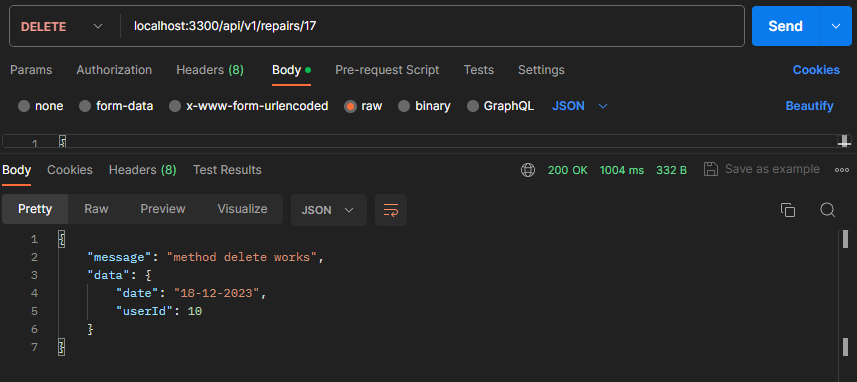 DELETE localhost:3300/api/v1/repairs/17 Send
Params Authorization Headers (8) Body Pre-request Script Tests Settings Cookies
none form-data x-www-form-urlencoded raw binary GraphQL JSON Beautify
1 {
Body Cookies Headers (8) Test Results 200 OK 1004 ms 332 B Save as example
Pretty Raw Preview Visualize JSON
1 {
2 "message": "method delete works",
3 "data": {
4 "date": "18-12-2023",
5 "userId": 10
6 }
7 }